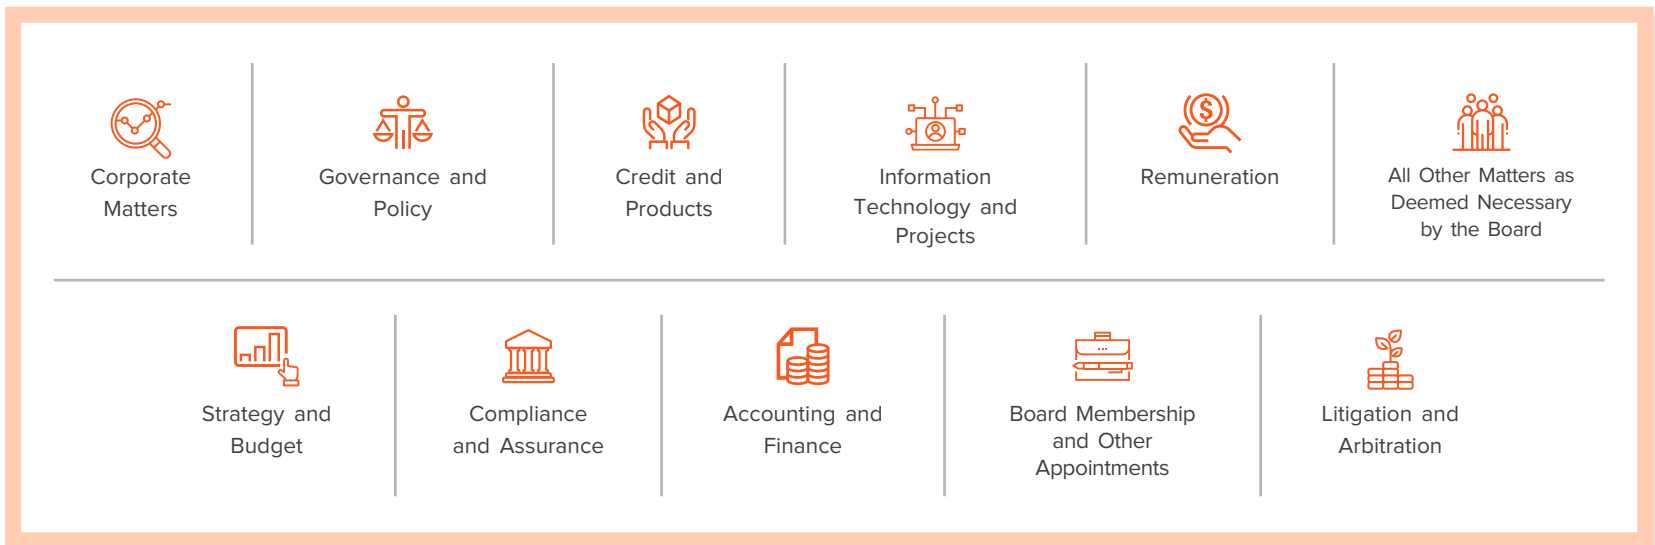 Corporate
Matters
Governance and
Policy
Credit and
Products
Information
Technology and
Projects
Remuneration
All Other Matters as
Deemed Necessary
by the Board
Strategy and
Budget
Compliance
and Assurance
Accounting and
Finance
Board Membership
and Other
Appointments
Litigation and
Arbitration